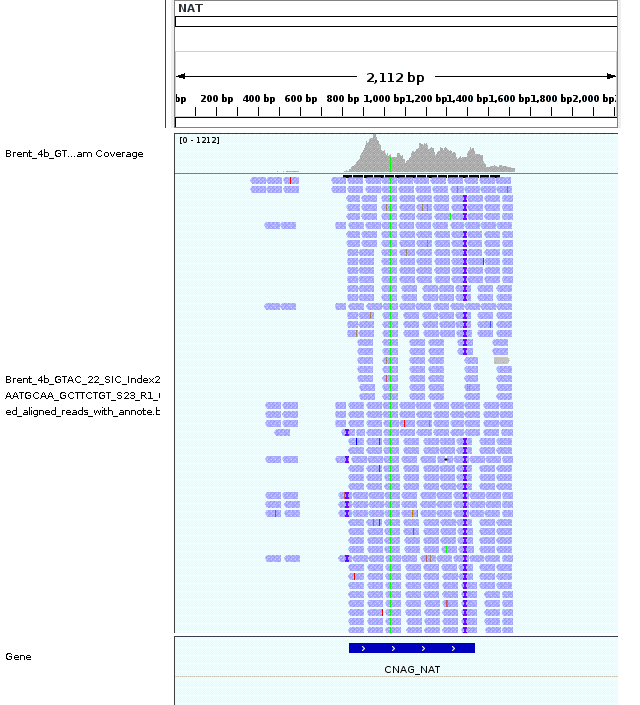 NAT
2,112 bp
bp 200 bp 400 bp 600 bp 800 bp 1,000 bp 1,200 bp 1,400 bp 1,600 bp 1,800 bp 2,000 bp
[0 - 1212]
Brent_4b_GT...am Coverage
Brent_4b_GTAC_22_SIC_Index2
AATGCAA_GCTTCTGT_S23_R1_(
ed_aligned_reads_with_annote.b
Gene
CNAG_NAT